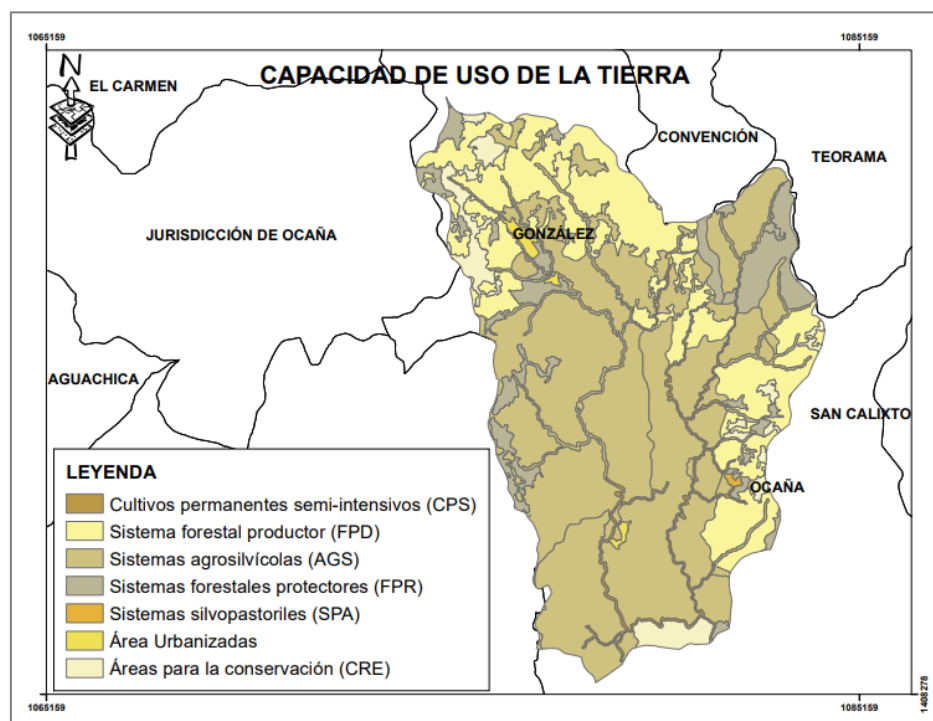 1065159
1085159
N
CAPACIDAD DE USO DE LA TIERRA
EL CARMEN
CONVENCIÓN
TEORAMA
JURISDICCIÓN DE OCAÑA
GONZÁLEZ
AGUACHICA
SAN CALIXTO
OCAÑA
LEYENDA
Cultivos permanentes semi-intensivos (CPS)
Sistema forestal productor (FPD)
Sistemas agrosilvícolas (AGS)
Sistemas forestales protectores (FPR)
Sistemas silvopastoriles (SPA)
Área Urbanizadas
Áreas para la conservación (CRE)
1065159
1085159
1408278